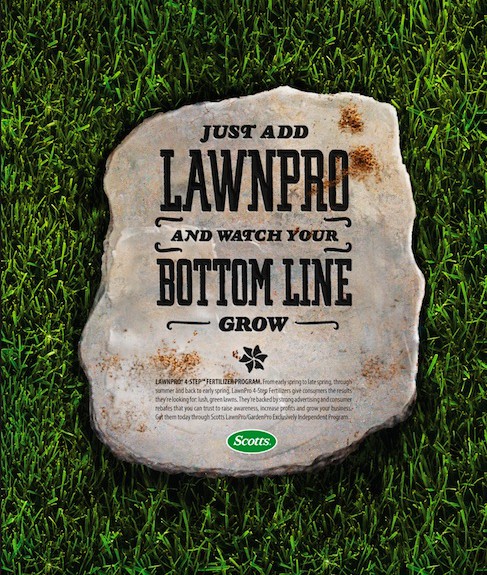 JUST ADD
LAWNPRO
AND WATCH YOUR
BOTTOM LINE
GROW
LAWNPRO® 4-STEP™ FERTILIZER PROGRAM. From early spring to late spring, through
summer and back to early spring, LawnPro 4-Step Fertilizers give consumers the results
they're looking for: lush, green lawns. They're backed by strong advertising and consumer
rebates that you can trust to raise awareness, increase profits and grow your business.
Get them today through Scotts LawnPro/GardenPro Exclusively Independent Program.
Scotts.